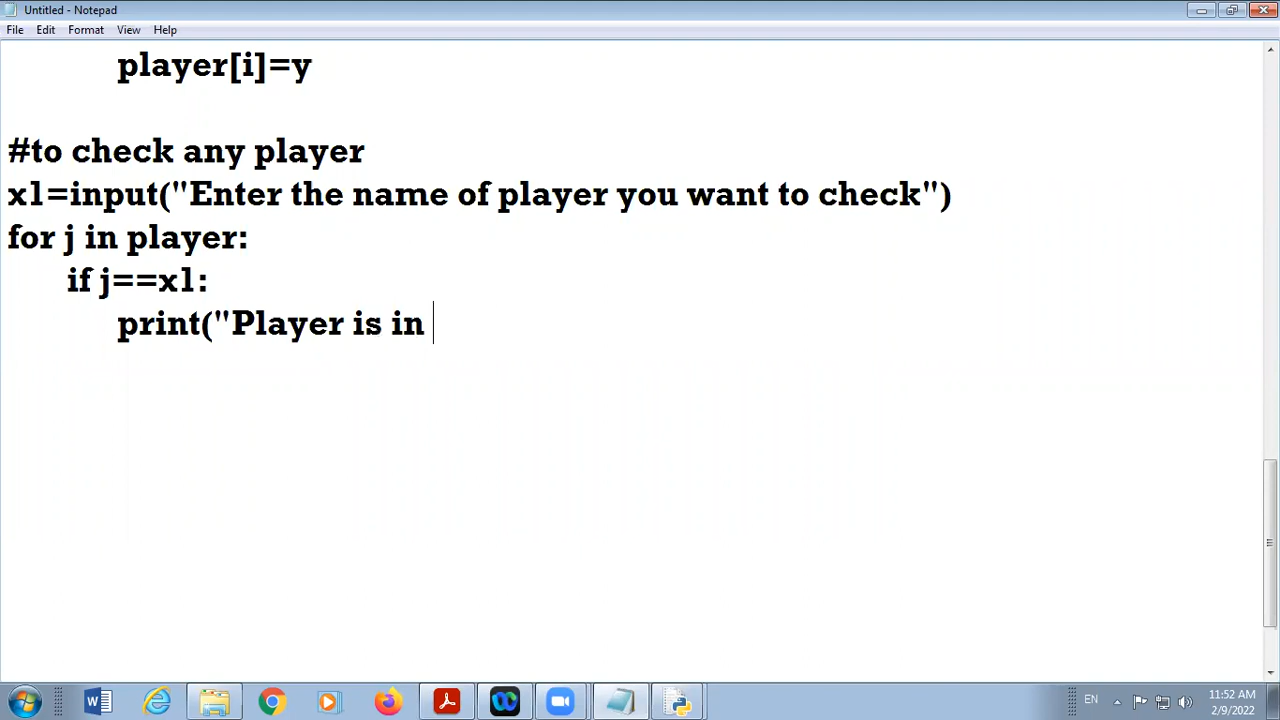 Untitled - Notepad
File Edit Format View Help
player[i]=y
#to check any player
x1=input("Enter the name of player you want to check")
for j in player:
if j==x1:
print("Player is in
EN
11:52 AM
2/9/2022